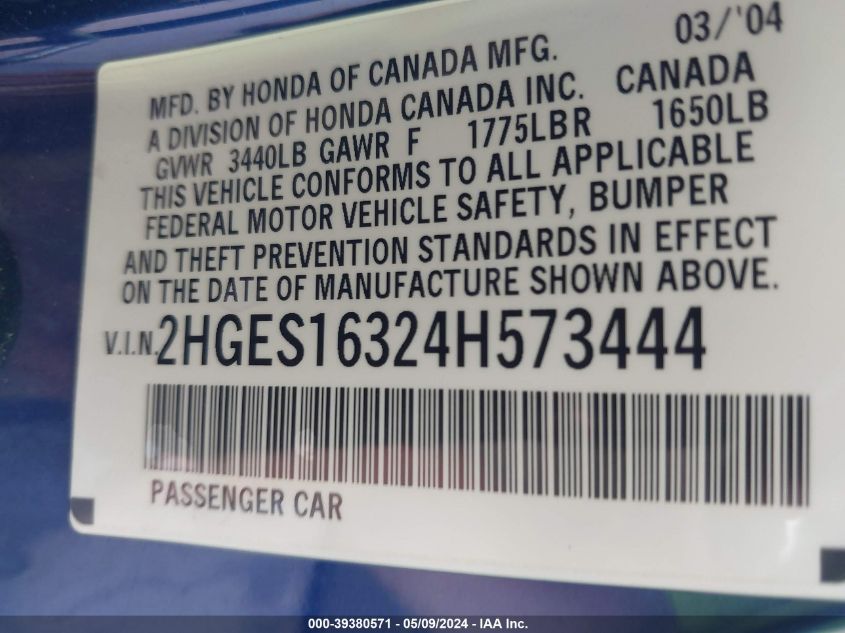 03/'04
MFD. BY HONDA OF CANADA MFG.
A DIVISION OF HONDA CANADA INC. CANADA
GVWR 3440LB GAWR F 1775LBR 1650LB
THIS VEHICLE CONFORMS TO ALL APPLICABLE
FEDERAL MOTOR VEHICLE SAFETY, BUMPER
AND THEFT PREVENTION STANDARDS IN EFFECT
ON THE DATE OF MANUFACTURE SHOWN ABOVE.
V.I.N. 2HGES16324H573444
PASSENGER CAR
000-39380571 - 05/09/2024 - IAA Inc.